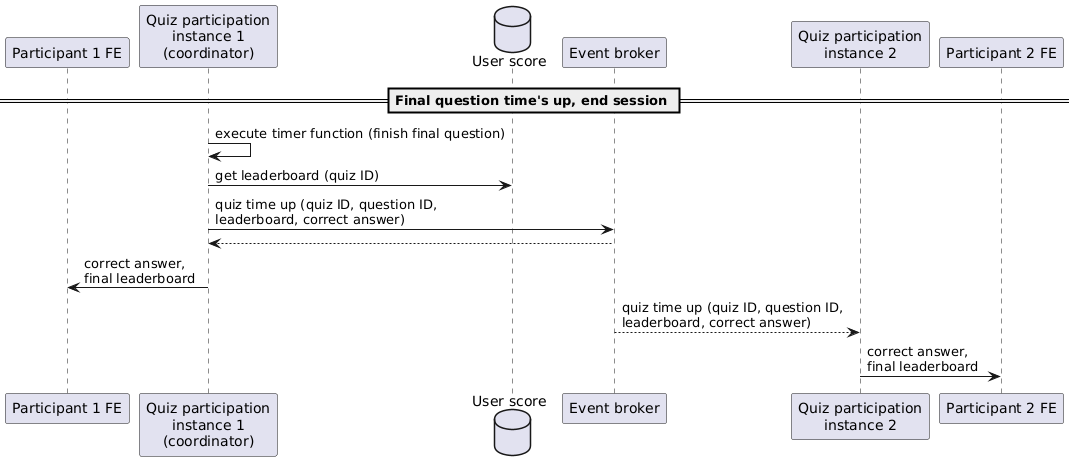 Participant 1 FE
Quiz participation
instance 1
(coordinator)
User score
Event broker
Quiz participation
instance 2
Participant 2 FE
Final question time's up, end session
execute timer function (finish final question)
get leaderboard (quiz ID)
quiz time up (quiz ID, question ID,
leaderboard, correct answer)
correct answer,
final leaderboard
quiz time up (quiz ID, question ID,
leaderboard, correct answer)
correct answer,
final leaderboard
Participant 1 FE
Quiz participation
instance 1
(coordinator)
User score
Event broker
Quiz participation
instance 2
Participant 2 FE